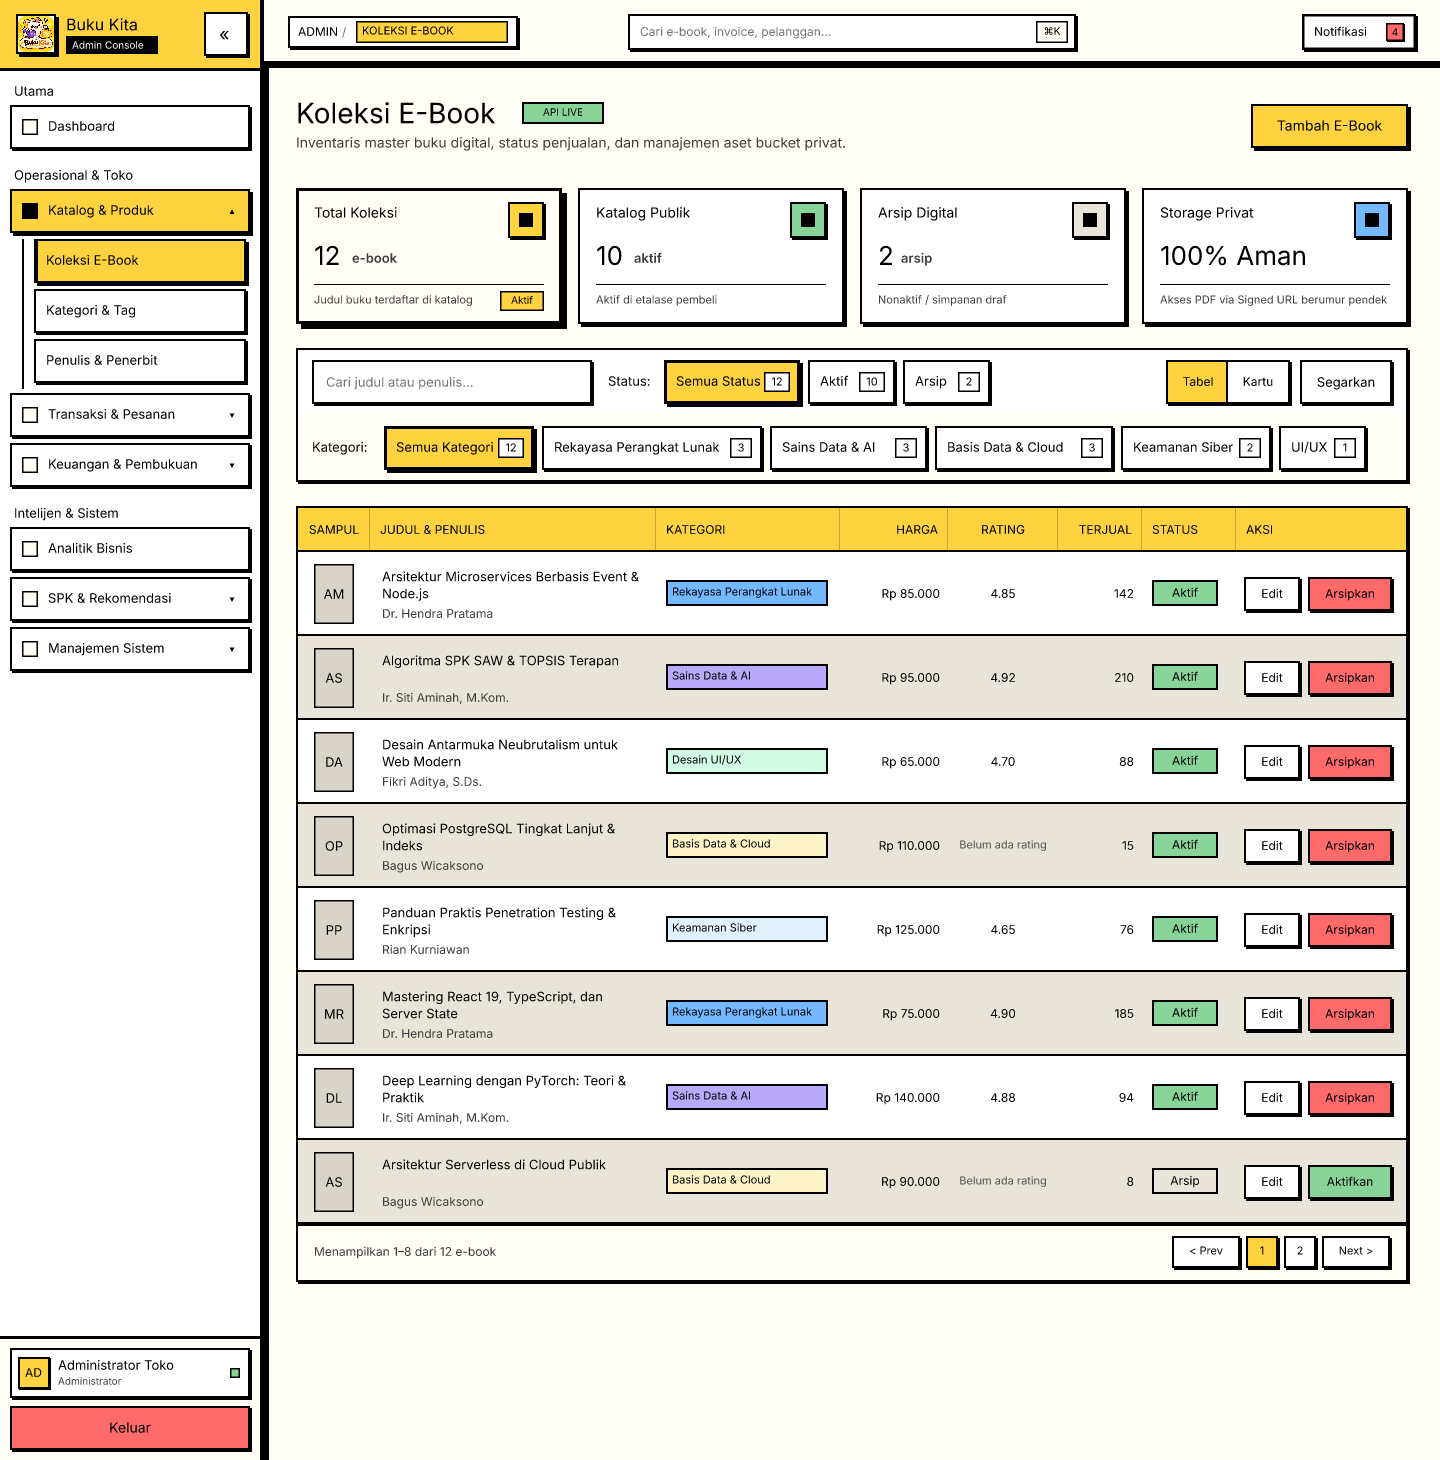 Buku Kita
Admin Console
«
Utama
Dashboard
Operasional & Toko
Katalog & Produk
Koleksi E-Book
Kategori & Tag
Penulis & Penerbit
Transaksi & Pesanan
Keuangan & Pembukuan
Intelijen & Sistem
Analitik Bisnis
SPK & Rekomendasi
Manajemen Sistem
AD
Administrator Toko
Administrator
Keluar
ADMIN / KOLEKSI E-BOOK
Cari e-book, invoice, pelanggan... ⌘K
Notifikasi 4
Koleksi E-Book API LIVE
Inventaris master buku digital, status penjualan, dan manajemen aset bucket privat.
Tambah E-Book
Total Koleksi
12 e-book
Judul buku terdaftar di katalog Aktif
Katalog Publik
10 aktif
Aktif di etalase pembeli
Arsip Digital
2 arsip
Nonaktif / simpanan draf
Storage Privat
100% Aman
Akses PDF via Signed URL berumur pendek
Cari judul atau penulis... Status: Semua Status 12 Aktif 10 Arsip 2 Tabel Kartu Segarkan
Kategori: Semua Kategori 12 Rekayasa Perangkat Lunak 3 Sains Data & AI 3 Basis Data & Cloud 3 Keamanan Siber 2 UI/UX 1
SAMPUL JUDUL & PENULIS KATEGORI HARGA RATING TERJUAL STATUS AKSI
Arsitektur Microservices Berbasis Event &
AM Node.js Rekayasa Perangkat Lunak Rp 85.000 4.85 142 Aktif Edit Arsipkan
Dr. Hendra Pratama
Algoritma SPK SAW & TOPSIS Terapan
AS Sains Data & AI Rp 95.000 4.92 210 Aktif Edit Arsipkan
Ir. Siti Aminah, M.Kom.
Desain Antarmuka Neubrutalism untuk
DA Web Modern Desain UI/UX Rp 65.000 4.70 88 Aktif Edit Arsipkan
Fikri Aditya, S.Ds.
Optimasi PostgreSQL Tingkat Lanjut &
OP Indeks Basis Data & Cloud Rp 110.000 Belum ada rating 15 Aktif Edit Arsipkan
Bagus Wicaksono
Panduan Praktis Penetration Testing &
PP Enkripsi Keamanan Siber Rp 125.000 4.65 76 Aktif Edit Arsipkan
Rian Kurniawan
Mastering React 19, TypeScript, dan
MR Server State Rekayasa Perangkat Lunak Rp 75.000 4.90 185 Aktif Edit Arsipkan
Dr. Hendra Pratama
Deep Learning dengan PyTorch: Teori &
DL Praktik Sains Data & AI Rp 140.000 4.88 94 Aktif Edit Arsipkan
Ir. Siti Aminah, M.Kom.
Arsitektur Serverless di Cloud Publik
AS Basis Data & Cloud Rp 90.000 Belum ada rating 8 Arsip Edit Aktifkan
Bagus Wicaksono
Menampilkan 1–8 dari 12 e-book < Prev 1 2 Next >